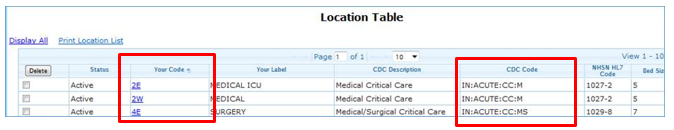 Location Table
Display All Print Location List
Page 1 of 1 10 View 1 - 10
Delete Status Your Code Your Label CDC Description CDC Code NHSN HL7 Code Bed Siz
Active 2E MEDICAL ICU Medical Critical Care IN:ACUTE:CC:M 1027-2 5
Active 2W MEDICAL Medical Critical Care IN:ACUTE:CC:M 1027-2 5
Active 4E SURGERY Medical/Surgical Critical Care IN:ACUTE:CC:MS 1029-8 7